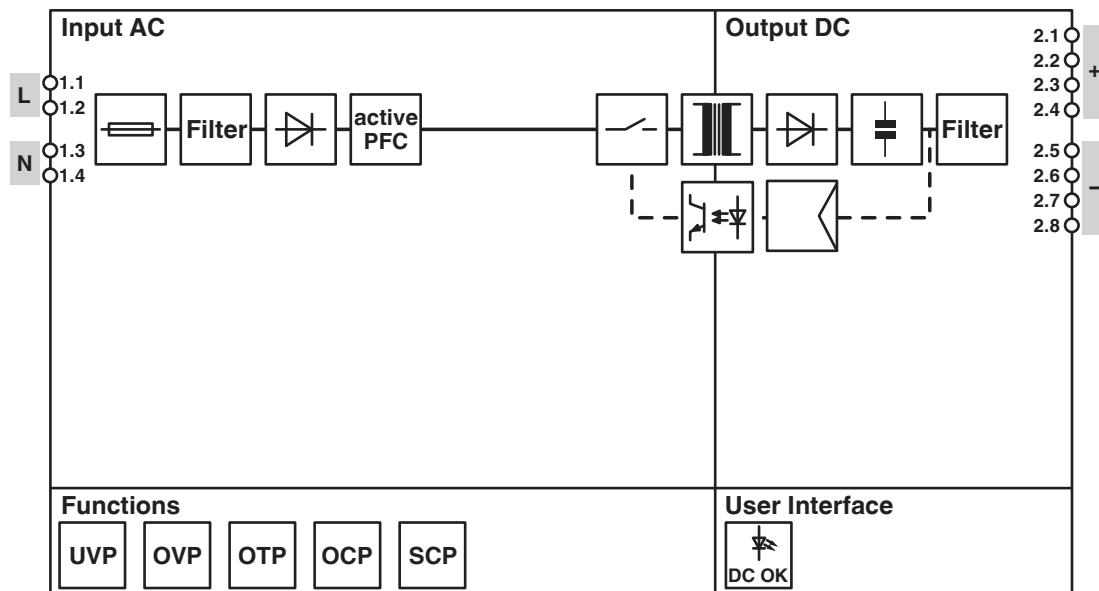 Input AC
Output DC
L
1.1
1.2
N
1.3
1.4
Filter
active
PFC
Filter
2.1
2.2
2.3
2.4
+
2.5
2.6
2.7
2.8
–
Functions
UVP
OVP
OTP
OCP
SCP
User Interface
DC OK